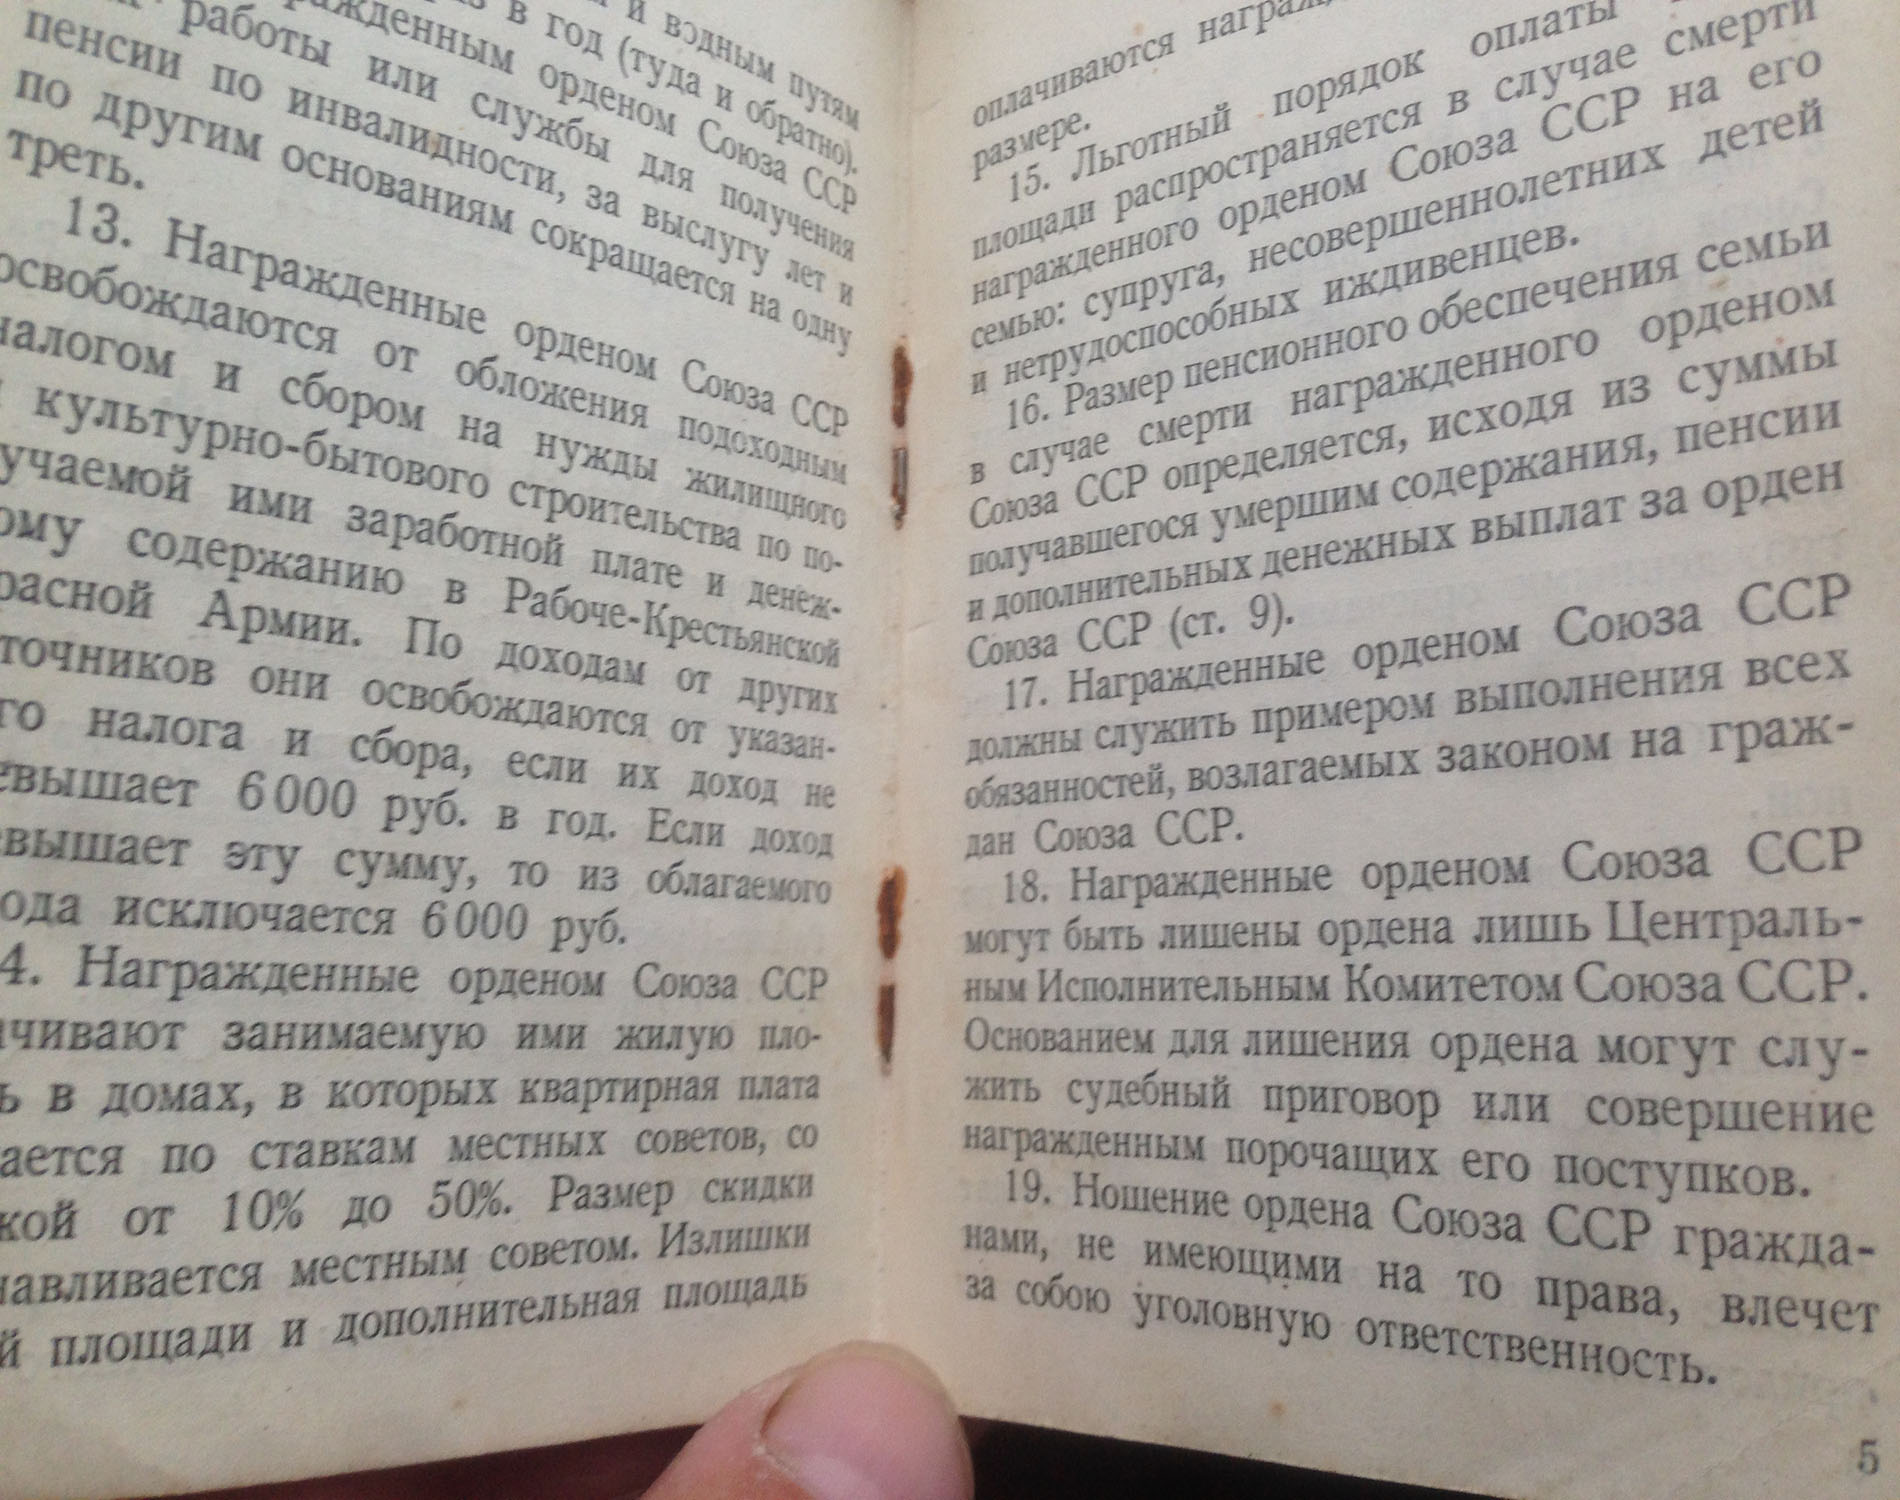 и водным путям
в год (туда и обратно).
орденом Союза ССР
работы или службы для получения
пенсии по инвалидности, за выслугу лет и
по другим основаниям сокращается на одну
треть.
13. Награжденные орденом Союза ССР
освобождаются от обложения подоходным
налогом и сбором на нужды жилищного
культурно-бытового строительства по по-
учаемой ими заработной плате и денеж-
ому содержанию в Рабоче-Крестьянской
расной Армии. По доходам от других
точников они освобождаются от указан-
го налога и сбора, если их доход не
евышает 6 000 руб. в год. Если доход
евышает эту сумму, то из облагаемого
ода исключается 6 000 руб.
4. Награжденные орденом Союза ССР
чивают занимаемую ими жилую пло-
ь в домах, в которых квартирная плата
ается по ставкам местных советов, со
кой от 10% до 50%. Размер скидки
навливается местным советом. Излишки
й площади и дополнительная площадь
оплачиваются
размере.
15. Льготный порядок оплаты
площади распространяется в случае смерти
награжденного орденом Союза ССР на его
семью: супруга, несовершеннолетних детей
и нетрудоспособных иждивенцев.
16. Размер пенсионного обеспечения семьи
в случае смерти награжденного орденом
Союза ССР определяется, исходя из суммы
получавшегося умершим содержания, пенсии
и дополнительных денежных выплат за орден
Союза ССР (ст. 9).
17. Награжденные орденом Союза ССР
должны служить примером выполнения всех
обязанностей, возлагаемых законом на граж-
дан Союза ССР.
18. Награжденные орденом Союза ССР
могут быть лишены ордена лишь Централь-
ным Исполнительным Комитетом Союза ССР.
Основанием для лишения ордена могут слу-
жить судебный приговор или совершение
награжденным порочащих его поступков.
19. Ношение ордена Союза ССР гражда-
нами, не имеющими на то права, влечет
за собою уголовную ответственность.
5